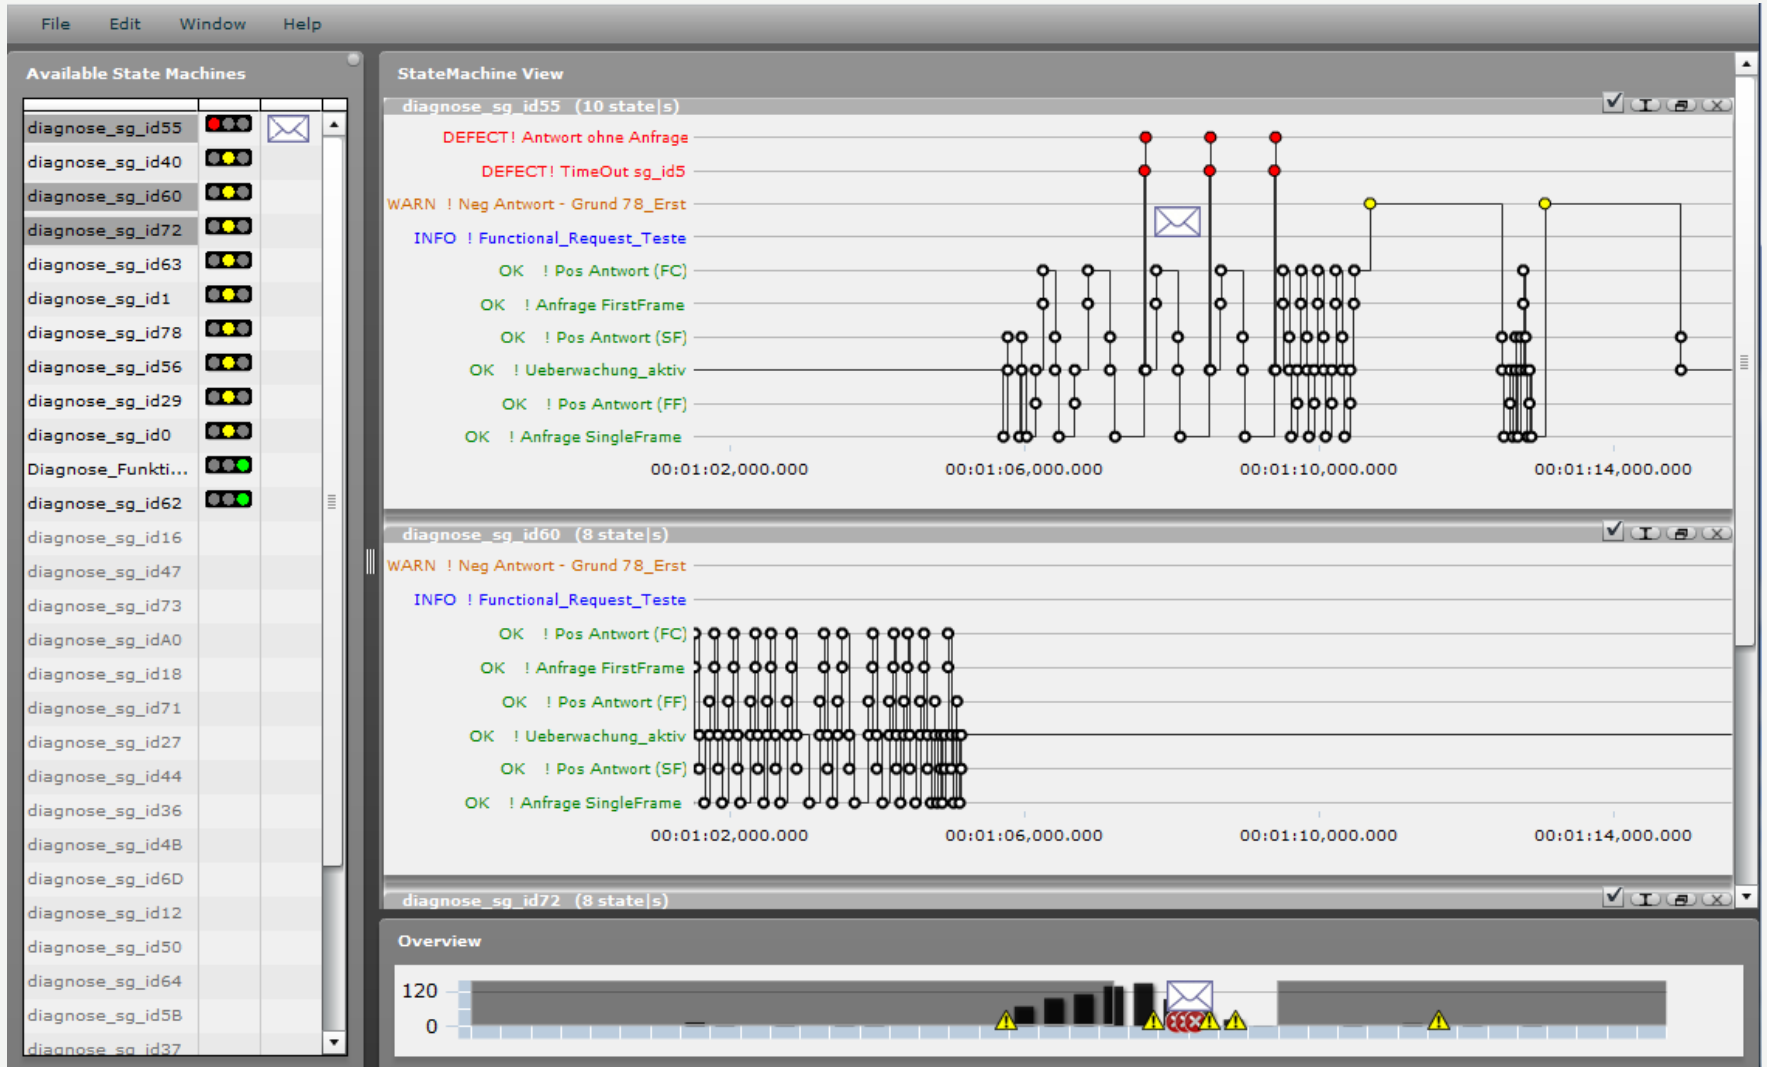 File Edit Window Help
Available State Machines
diagnose_sg_id55
diagnose_sg_id40
diagnose_sg_id60
diagnose_sg_id72
diagnose_sg_id63
diagnose_sg_id1
diagnose_sg_id78
diagnose_sg_id56
diagnose_sg_id29
diagnose_sg_id0
Diagnose_Funkti...
diagnose_sg_id62
diagnose_sg_id16
diagnose_sg_id47
diagnose_sg_id73
diagnose_sg_idA0
diagnose_sg_id18
diagnose_sg_id71
diagnose_sg_id27
diagnose_sg_id44
diagnose_sg_id36
diagnose_sg_id4B
diagnose_sg_id6D
diagnose_sg_id12
diagnose_sg_id50
diagnose_sg_id64
diagnose_sg_id5B
diagnose_sg_id37
StateMachine View
diagnose_sg_id55 (10 state|s)
DEFECT! Antwort ohne Anfrage
DEFECT! TimeOut sg_id5
WARN ! Neg Antwort - Grund 78_Erst
INFO ! Functional_Request_Teste
OK ! Pos Antwort (FC)
OK ! Anfrage FirstFrame
OK ! Pos Antwort (SF)
OK ! Ueberwachung_aktiv
OK ! Pos Antwort (FF)
OK ! Anfrage SingleFrame
00:01:02,000.000 00:01:06,000.000 00:01:10,000.000 00:01:14,000.000
diagnose_sg_id60 (8 state|s)
WARN ! Neg Antwort - Grund 78_Erst
INFO ! Functional_Request_Teste
OK ! Pos Antwort (FC)
OK ! Anfrage FirstFrame
OK ! Pos Antwort (FF)
OK ! Ueberwachung_aktiv
OK ! Pos Antwort (SF)
OK ! Anfrage SingleFrame
00:01:02,000.000 00:01:06,000.000 00:01:10,000.000 00:01:14,000.000
diagnose_sg_id72 (8 state|s)
Overview
120
0